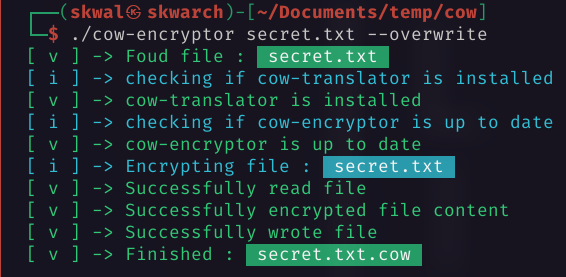 ┌──(skwal㉿skwarch)-[~/Documents/temp/cow]
└─$ ./cow-encryptor secret.txt --overwrite
[ v ] -> Foud file : secret.txt
[ i ] -> checking if cow-translator is installed
[ v ] -> cow-translator is installed
[ i ] -> checking if cow-encryptor is up to date
[ v ] -> cow-encryptor is up to date
[ i ] -> Encrypting file : secret.txt
[ v ] -> Successfully read file
[ v ] -> Successfully encrypted file content
[ v ] -> Successfully wrote file
[ v ] -> Finished : secret.txt.cow